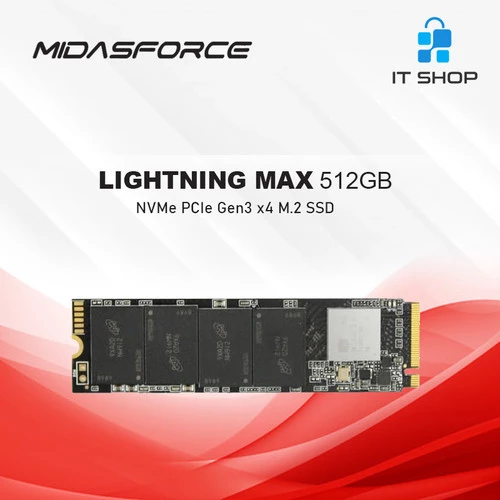 MIDASFORCE
IT SHOP
LIGHTNING MAX 512GB
NVMe PCIe Gen3 x4 M.2 SSD